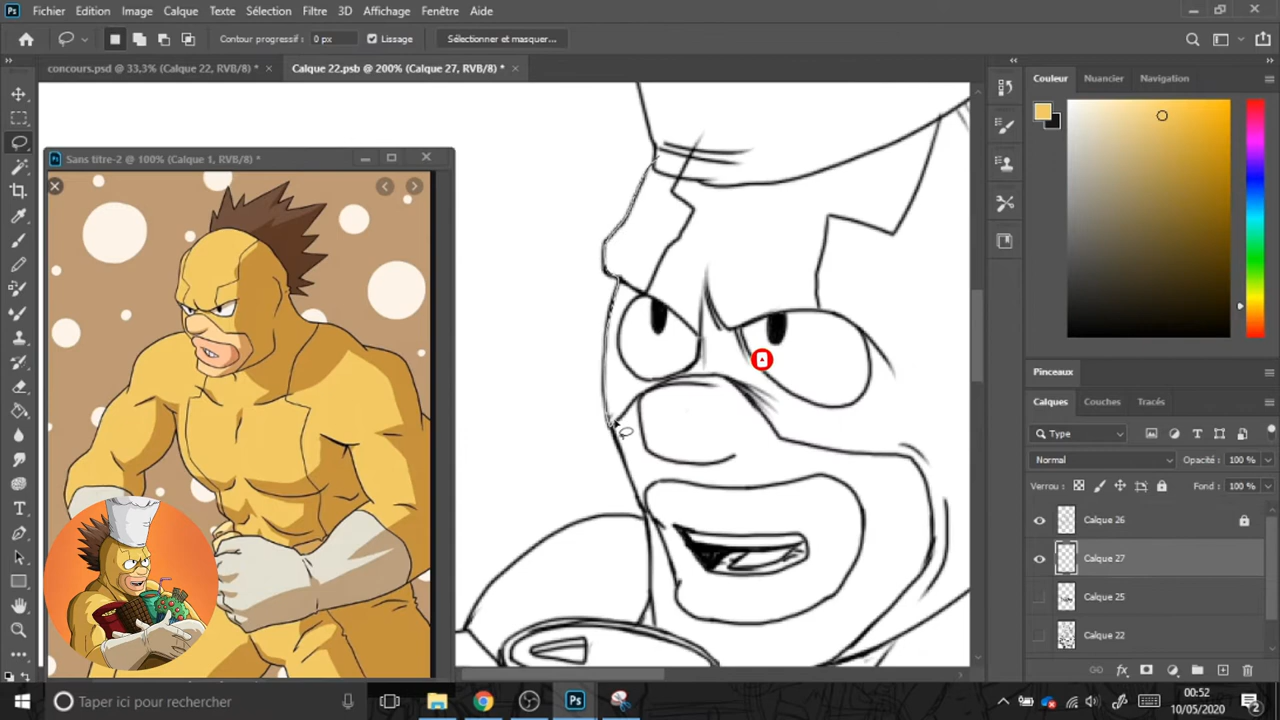 Fichier Edition Image Calque Texte Sélection Filtre 3D Affichage Fenêtre Aide
Contour progressif : 0 px Lissage Sélectionner et masquer...
concours.psd @ 33,3% (Calque 22, RVB/8) * × Calque 22.psb @ 200% (Calque 27, RVB/8) * ×
Couleur Nuancier Navigation
Sans titre-2 @ 100% (Calque 1, RVB/8) *
Pinceaux
Calques Couches Tracés
Type
Normal Opacité : 100 %
Verrou : Fond : 100 %
Calque 26
Calque 27
Calque 25
Calque 22
Taper ici pour rechercher
00:52
10/05/2020
2